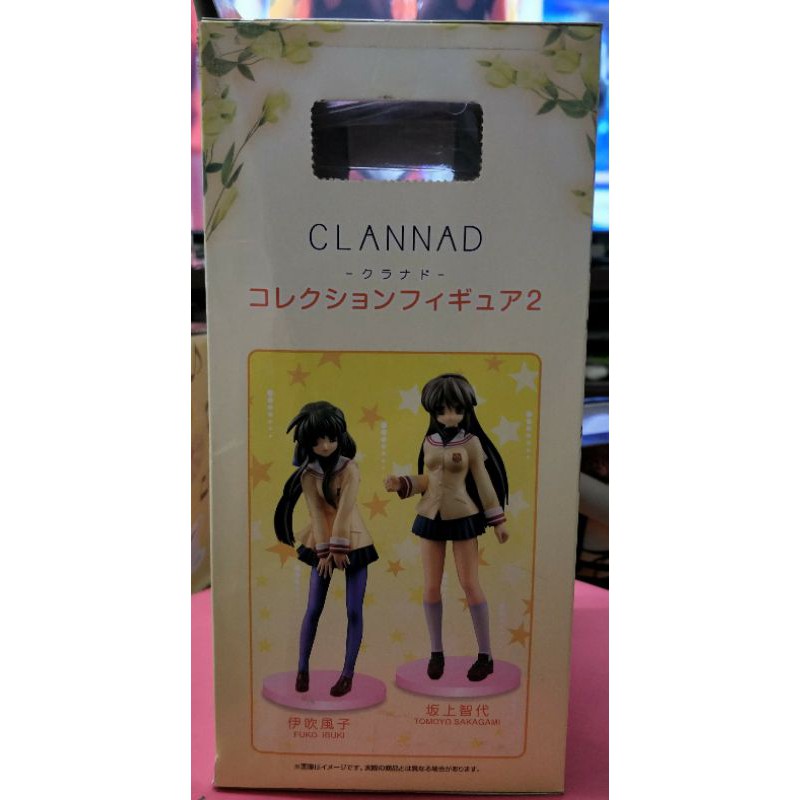 CLANNAD
-クラナド-
コレクションフィギュア2
伊吹風子
FUKO IBUKI
坂上智代
TOMOYO SAKAGAMI
※画像はイメージです。実際の商品とは異なる場合が有ります。